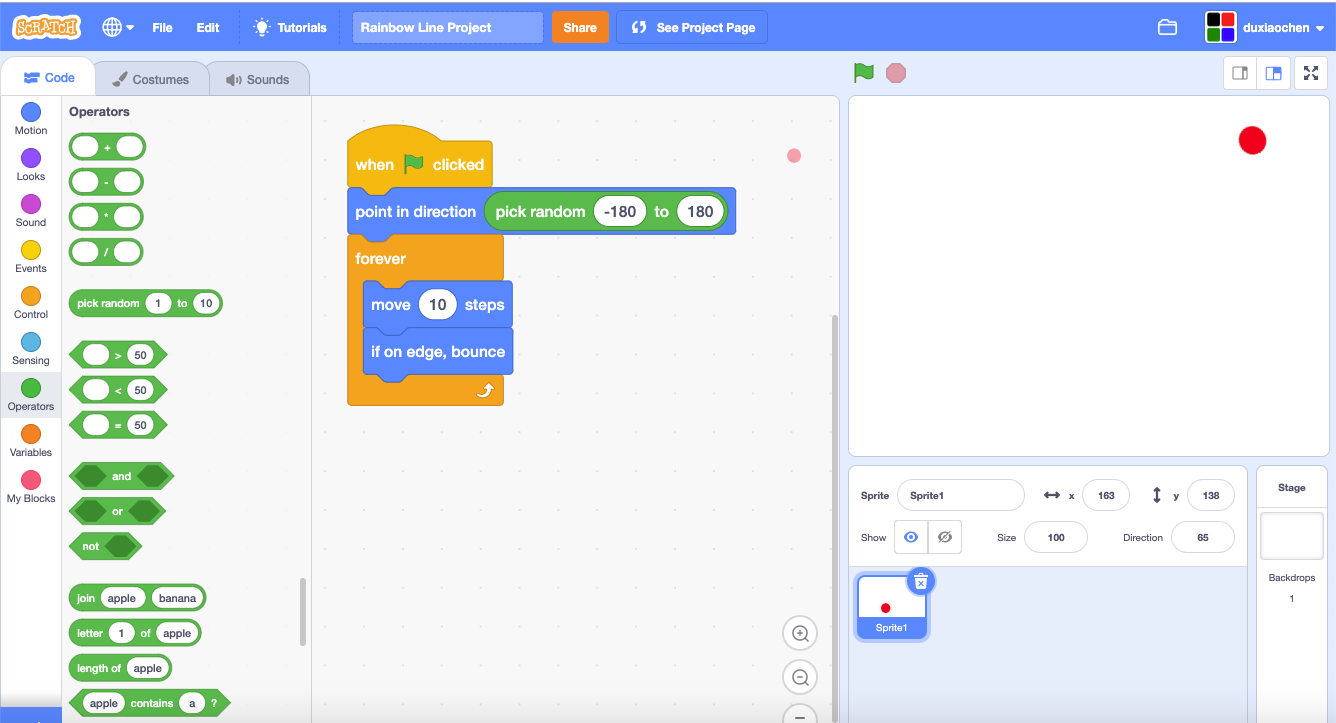 SCRATCH File Edit Tutorials Rainbow Line Project Share See Project Page duxiaochen
Code Costumes Sounds
Motion
Looks
Sound
Events
Control
Sensing
Operators
Variables
My Blocks
Operators
+
-
*
/
pick random 1 to 10
> 50
< 50
= 50
and
or
not
join apple banana
letter 1 of apple
length of apple
apple contains a ?
when clicked
point in direction pick random -180 to 180
forever
move 10 steps
if on edge, bounce
Sprite Sprite1 x 163 y 138
Show Size 100 Direction 65
Sprite1
Stage
Backdrops
1